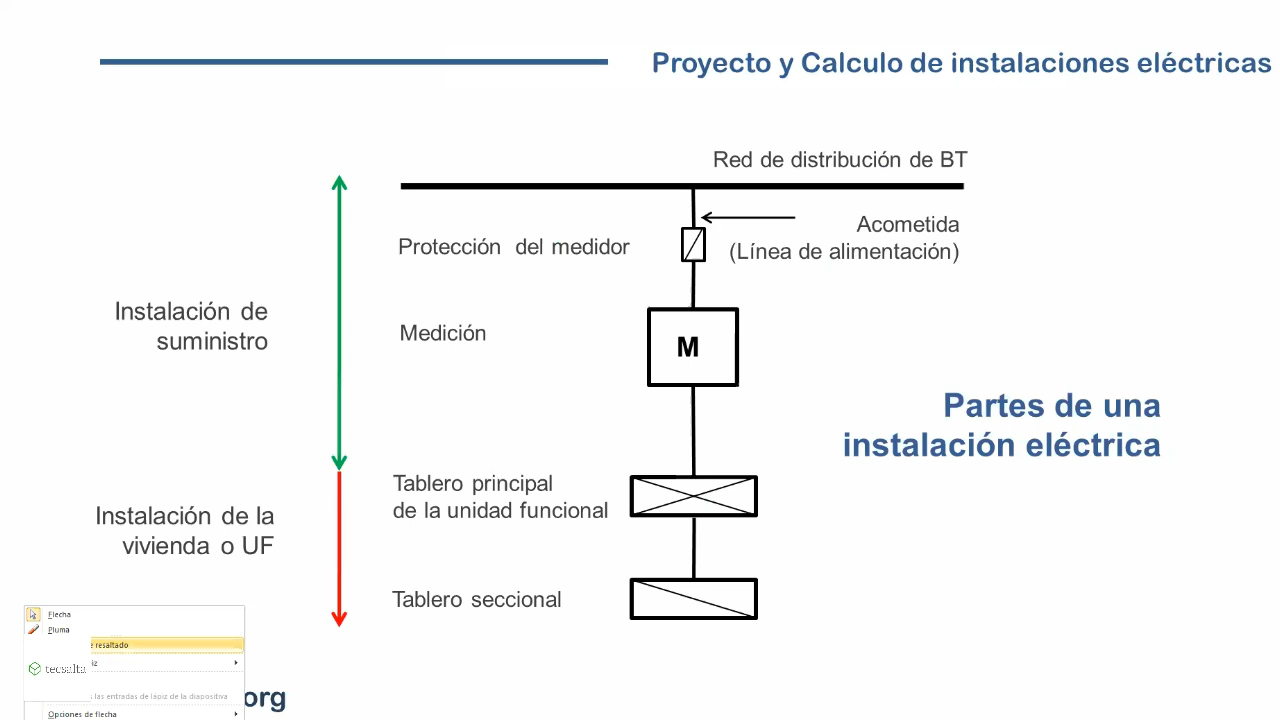 Proyecto y Calculo de instalaciones eléctricas
Red de distribución de BT
Acometida
(Línea de alimentación)
Protección del medidor
Instalación de
suministro
Medición
M
Partes de una
instalación eléctrica
Tablero principal
de la unidad funcional
Instalación de la
vivienda o UF
Tablero seccional
Flecha
Pluma
resaltado
tecsalta
las entradas de lápiz de la diapositiva
org
Opciones de flecha